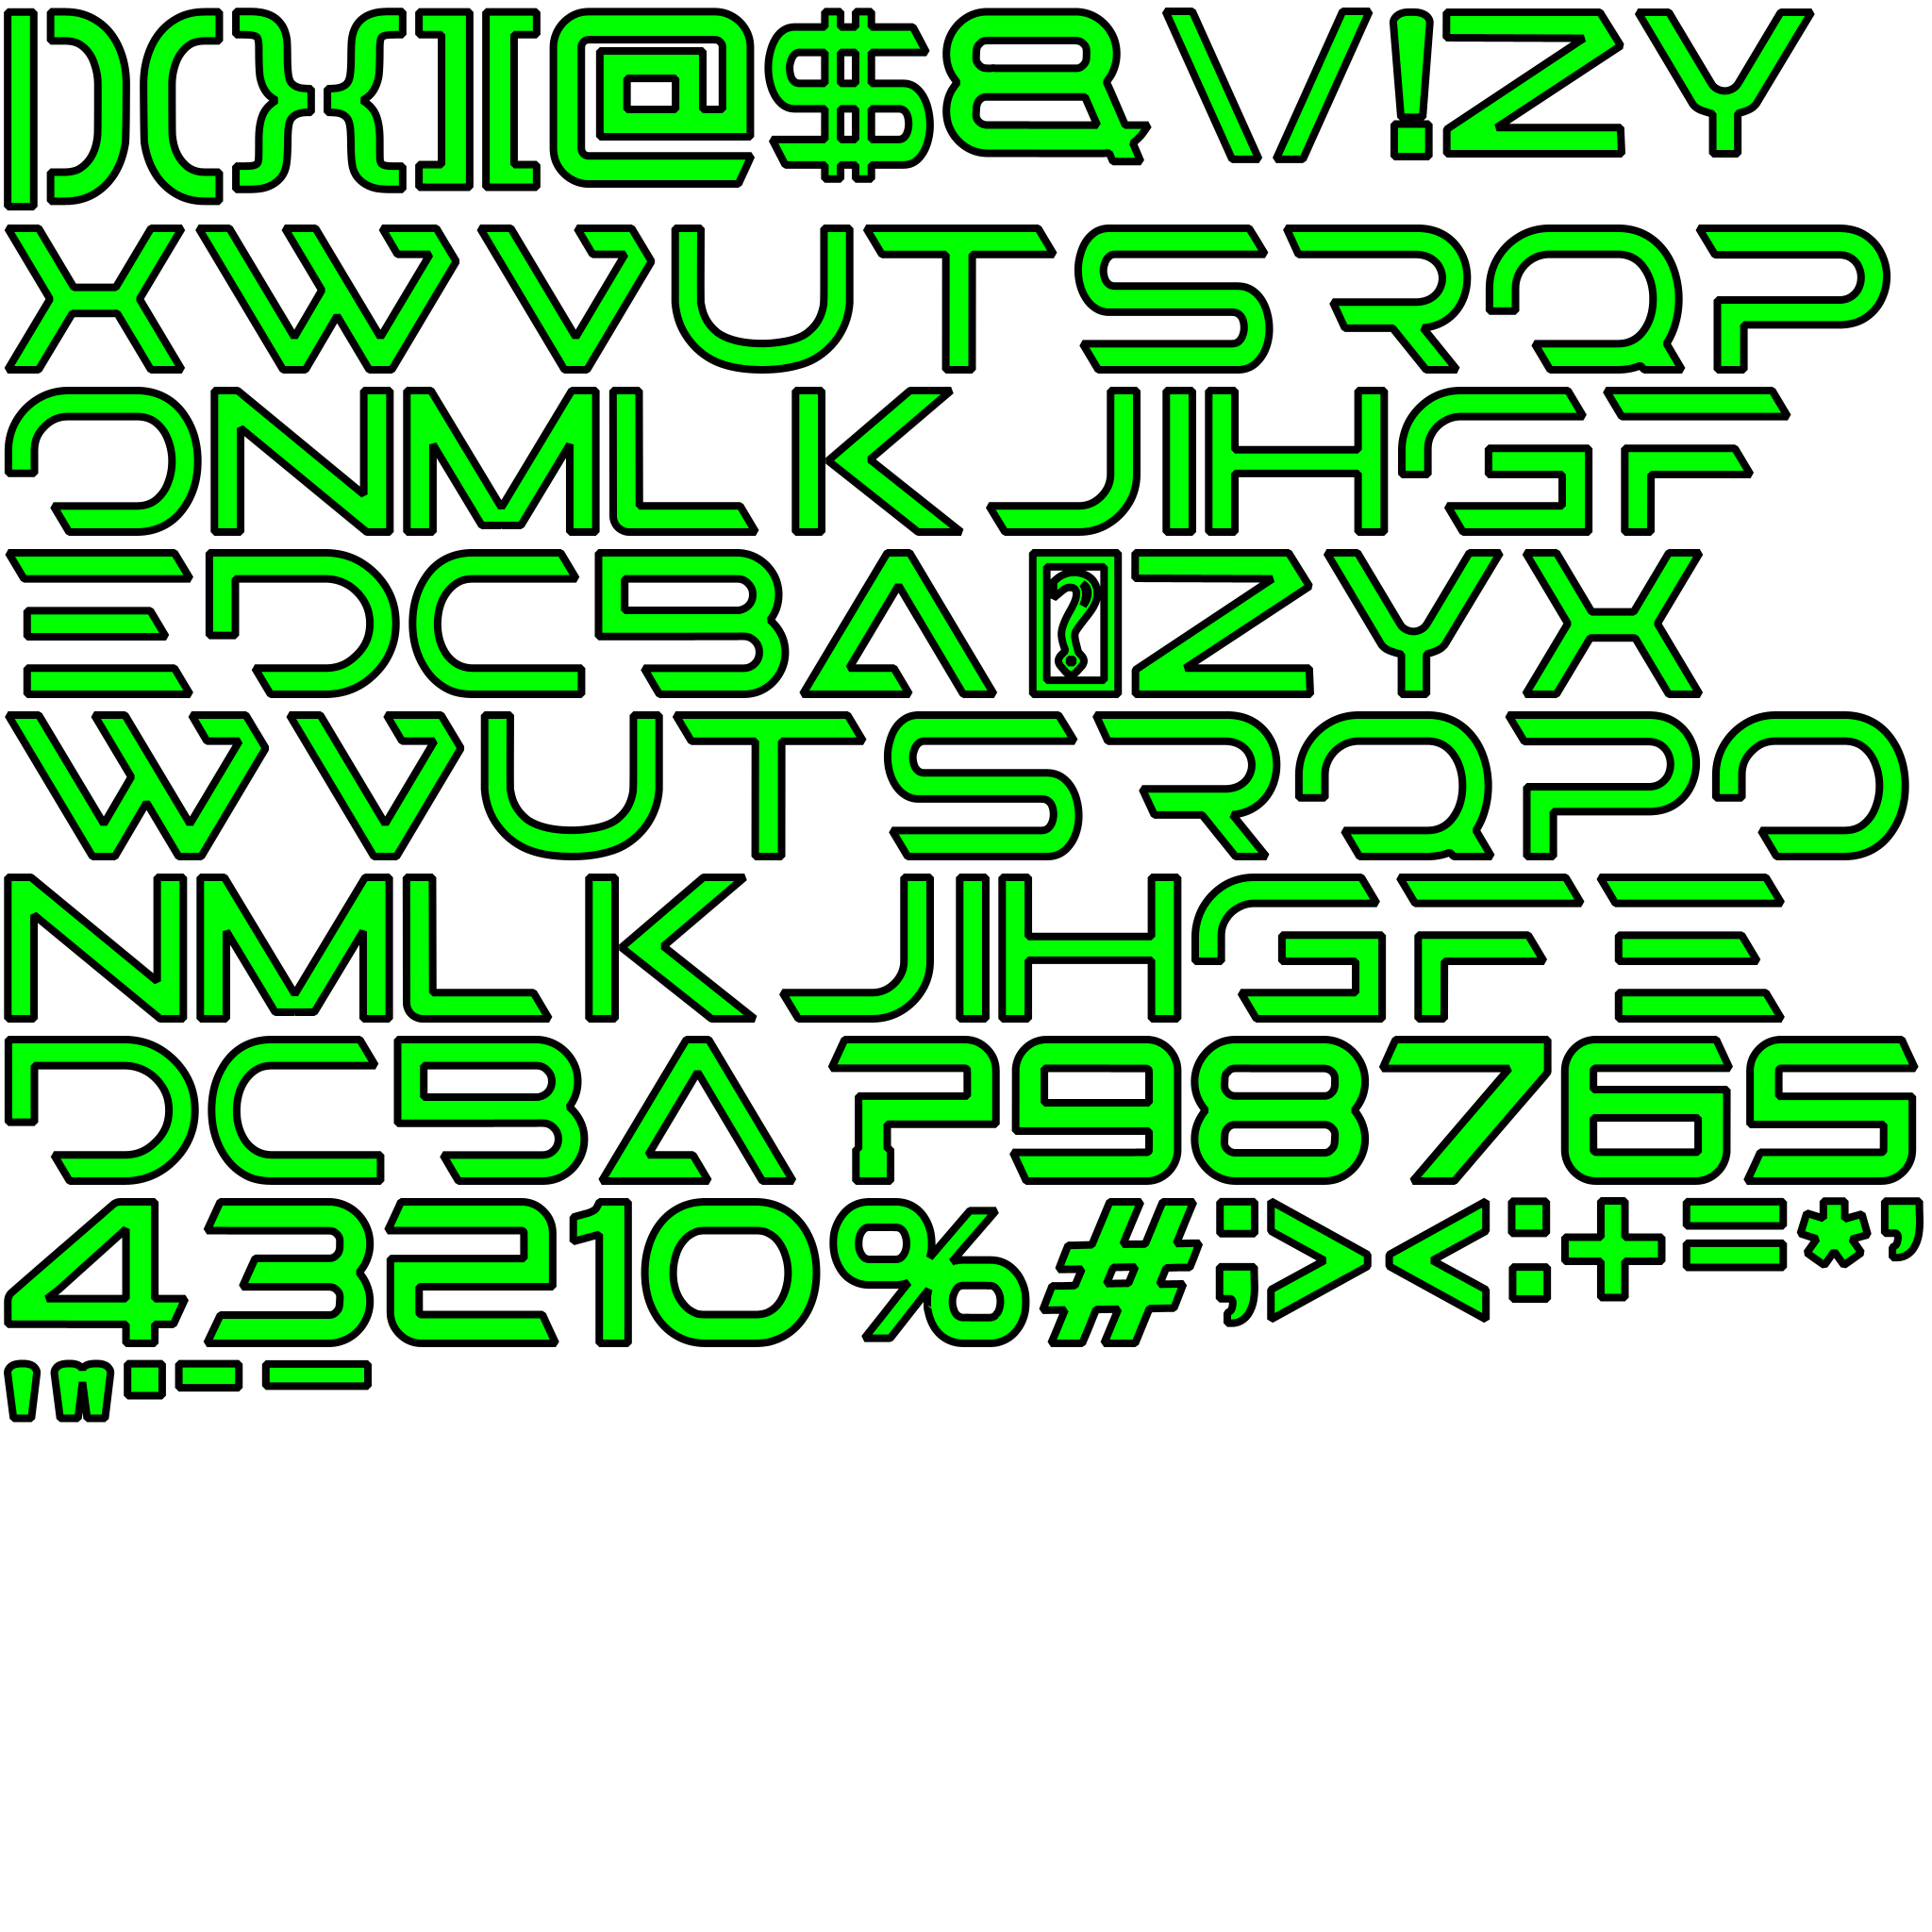 |)(}{][@$&\/!ZY
XWVUTSRQP
ONMLKJIHGF
EDCBA?ZYX
WVUTSRQPO
NMLKJIHGFE
DCBA?98765
43210%#;><:+=*'
'".-_